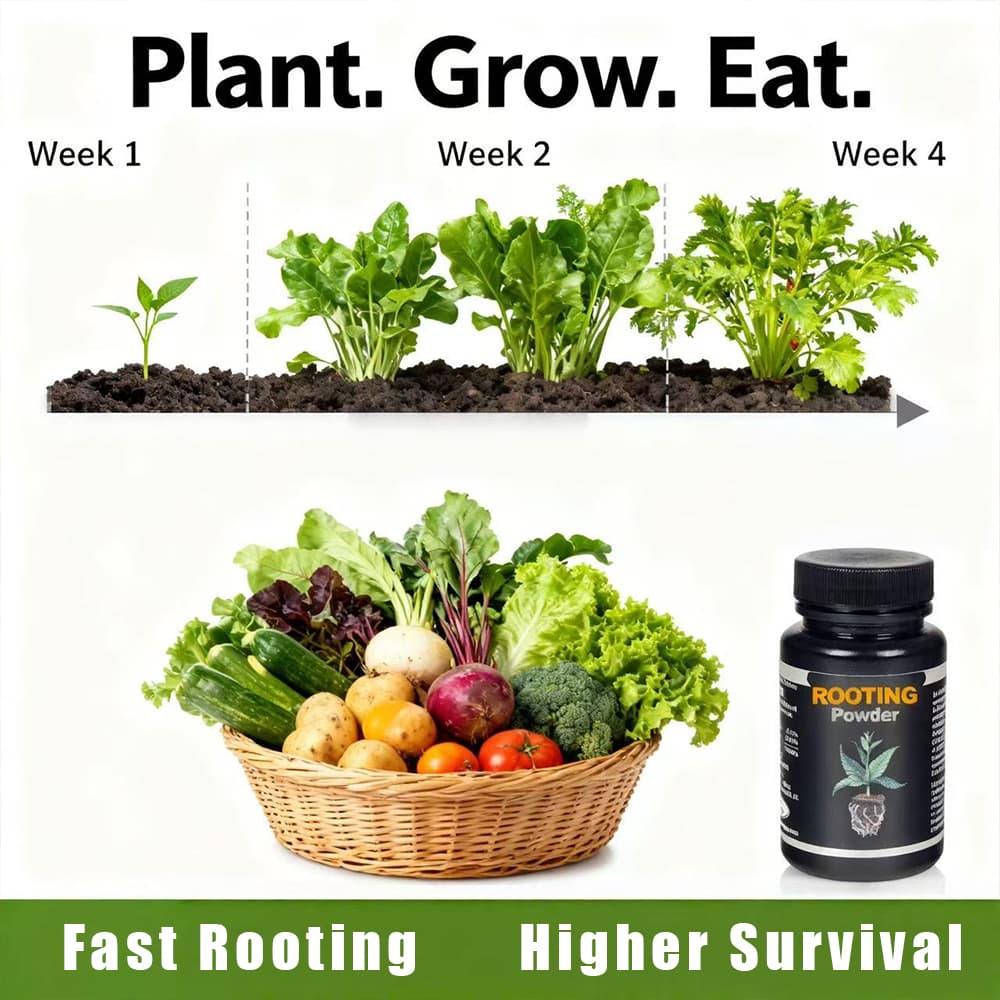 Plant. Grow. Eat.
Week 1
Week 2
Week 4
ROOTING
Powder
Fast Rooting
Higher Survival